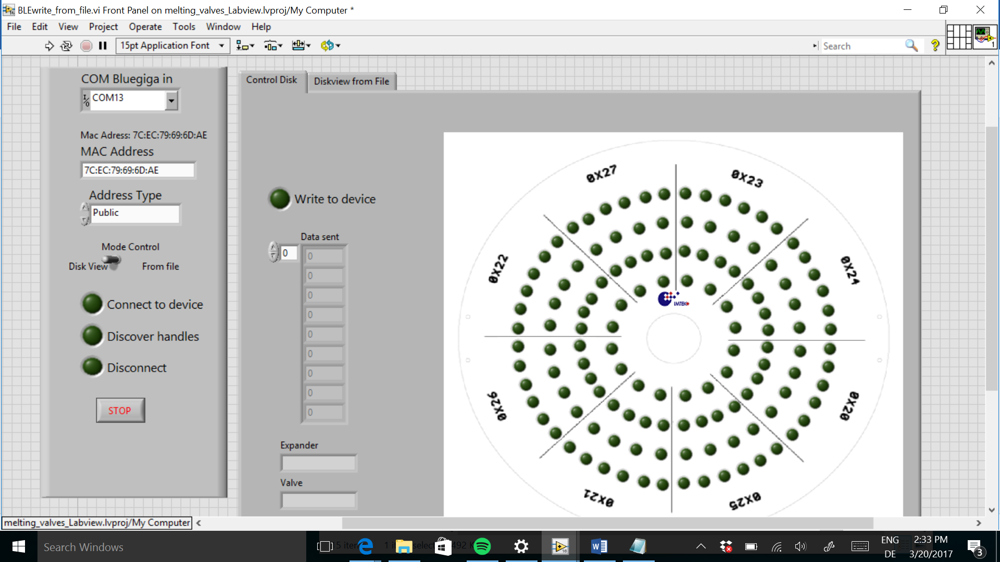 BLEwrite_from_file.vi Front Panel on melting_valves_Labview.lvproj/My Computer *
File Edit View Project Operate Tools Window Help
15pt Application Font
Search
1
COM Bluegiga in
COM13
Mac Adress: 7C:EC:79:69:6D:AE
MAC Address
7C:EC:79:69:6D:AE
Address Type
Public
Mode Control
Disk View From file
Connect to device
Discover handles
Disconnect
STOP
Control Disk
Diskview from File
Write to device
Data sent
0
0
0
0
0
0
0
0
0
0
Expander
Valve
0X27
0X23
0X22
0X24
IMTEK
0X26
0X20
0X21
0X25
melting_valves_Labview.lvproj/My Computer
Search Windows
5 item
1 it
selec
492 K
16
ENG
DE
2:33 PM
3/20/2017
3